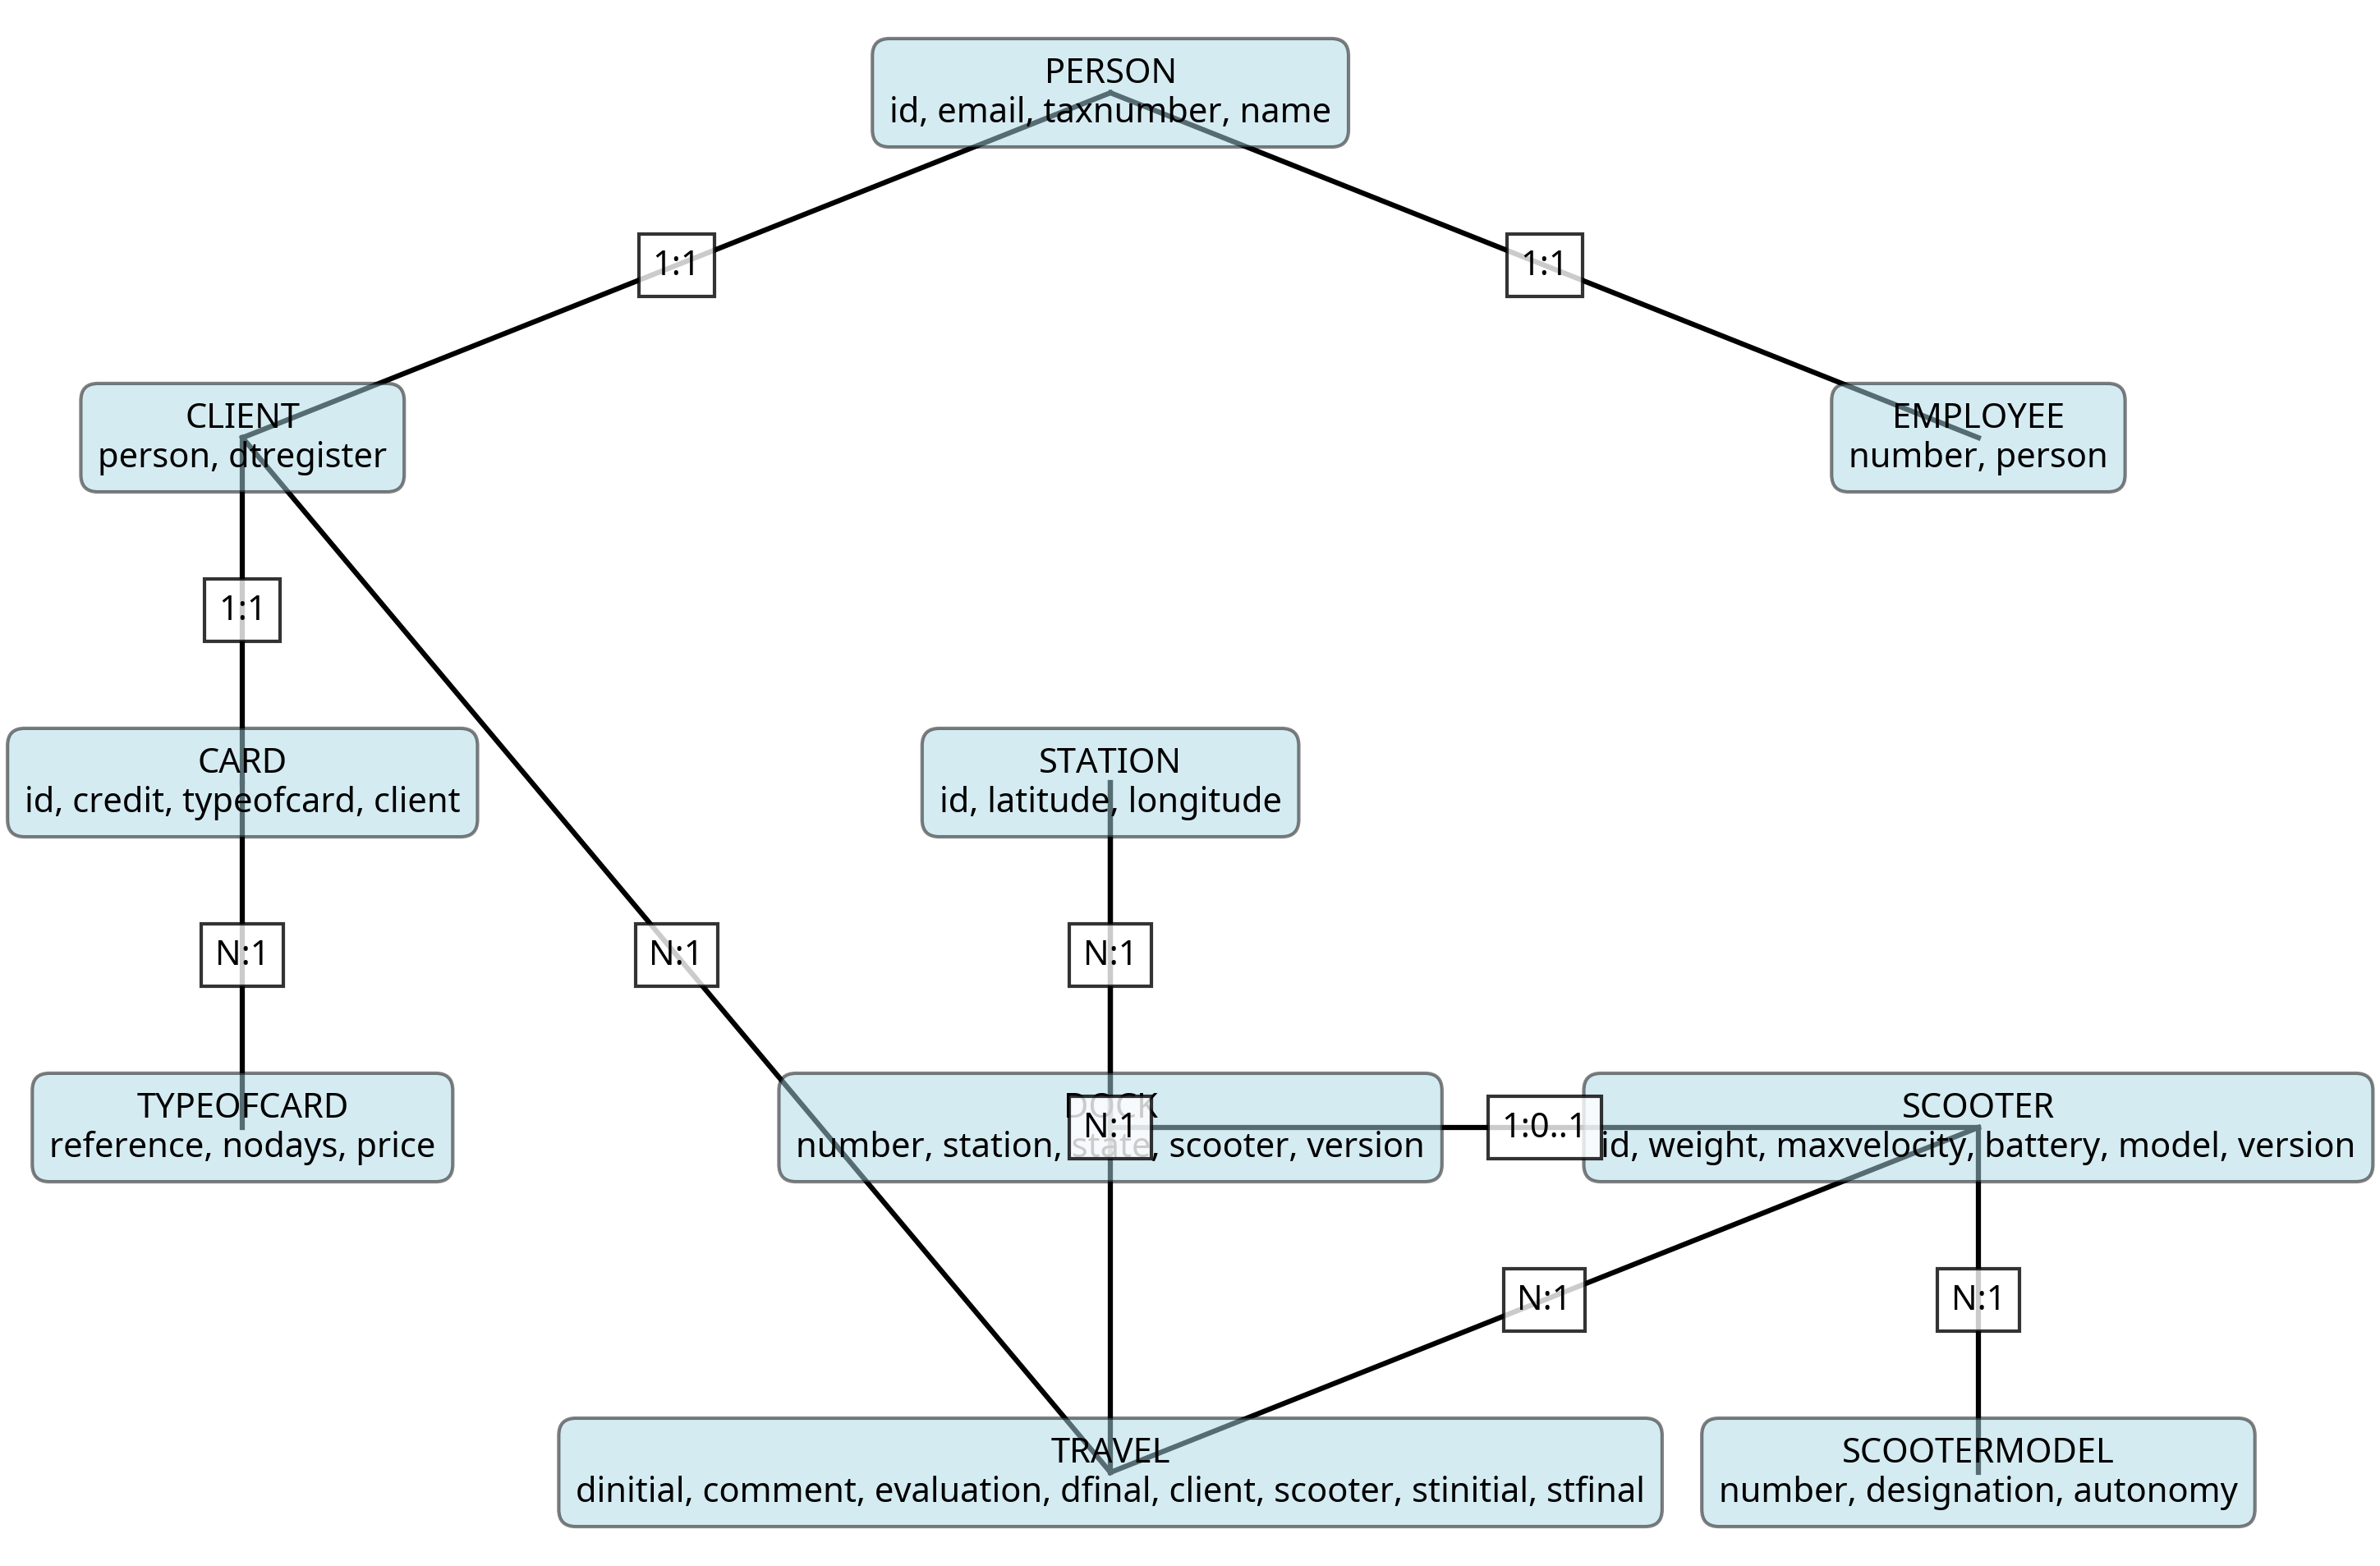 PERSON
id, email, taxnumber, name
1:1
1:1
CLIENT
person, dtregister
EMPLOYEE
number, person
1:1
CARD
id, credit, typeofcard, client
STATION
id, latitude, longitude
N:1
N:1
N:1
TYPEOFCARD
reference, nodays, price
DOCK
number, station, state, scooter, version
N:1
1:0..1
SCOOTER
id, weight, maxvelocity, battery, model, version
N:1
N:1
TRAVEL
dinitial, comment, evaluation, dfinal, client, scooter, stinitial, stfinal
SCOOTERMODEL
number, designation, autonomy